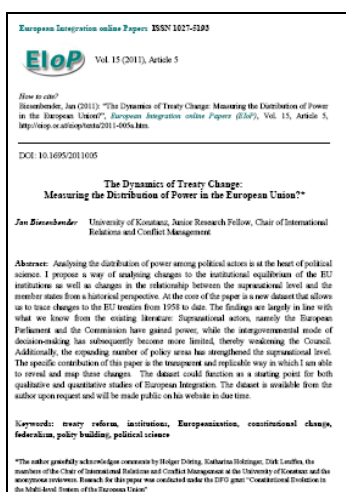 European Integration online Papers ISSN 1027-5193
EIoP Vol. 15 (2011), Article 5
How to cite?
Biesenbender, Jan (2011): "The Dynamics of Treaty Change: Measuring the Distribution of Power
in the European Union?", European Integration online Papers (EIoP), Vol. 15, Article 5,
http://eiop.or.at/eiop/texte/2011-005a.htm.
DOI: 10.1695/2011005
The Dynamics of Treaty Change:
Measuring the Distribution of Power in the European Union?*
Jan Biesenbender University of Konstanz, Junior Research Fellow, Chair of International
Relations and Conflict Management
Abstract: Analysing the distribution of power among political actors is at the heart of political
science. I propose a way of analysing changes to the institutional equilibrium of the EU
institutions as well as changes in the relationship between the supranational level and the
member states from a historical perspective. At the core of the paper is a new dataset that allows
us to trace changes to the EU treaties from 1958 to date. The findings are largely in line with
what we know from the existing literature: Supranational actors, namely the European
Parliament and the Commission have gained power, while the intergovernmental mode of
decision-making has subsequently become more limited, thereby weakening the Council.
Additionally, the expanding number of policy areas has strengthened the supranational level.
The specific contribution of this paper is the transparent and replicable way in which I am able
to reveal and map these changes. The dataset could function as a starting point for both
qualitative and quantitative studies of European Integration. The dataset is available from the
author upon request and will be made public on his website in due time.
Keywords: treaty reform, institutions, Europeanization, constitutional change,
federalism, policy building, political science
*The author gratefully acknowledges comments by Holger Döring, Katharina Holzinger, Dirk Leuffen, the
members of the Chair of International Relations and Conflict Management at the University of Konstanz and the
anonymous reviewers. Research for this paper was conducted under the DFG grant "Constitutional Evolution in
the Multi-level System of the European Union"